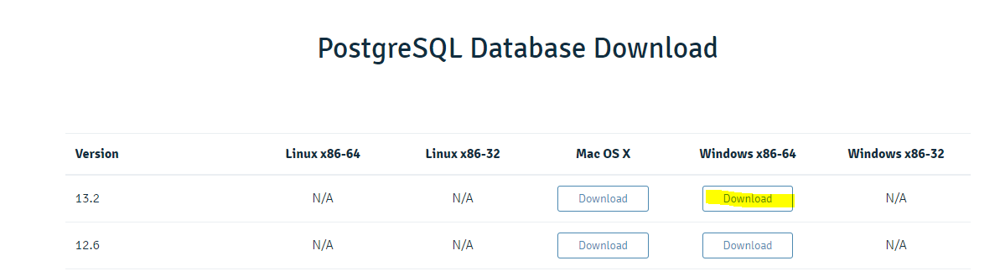 PostgreSQL Database Download
Version Linux x86-64 Linux x86-32 Mac OS X Windows x86-64 Windows x86-32
13.2 N/A N/A Download Download N/A
12.6 N/A N/A Download Download N/A